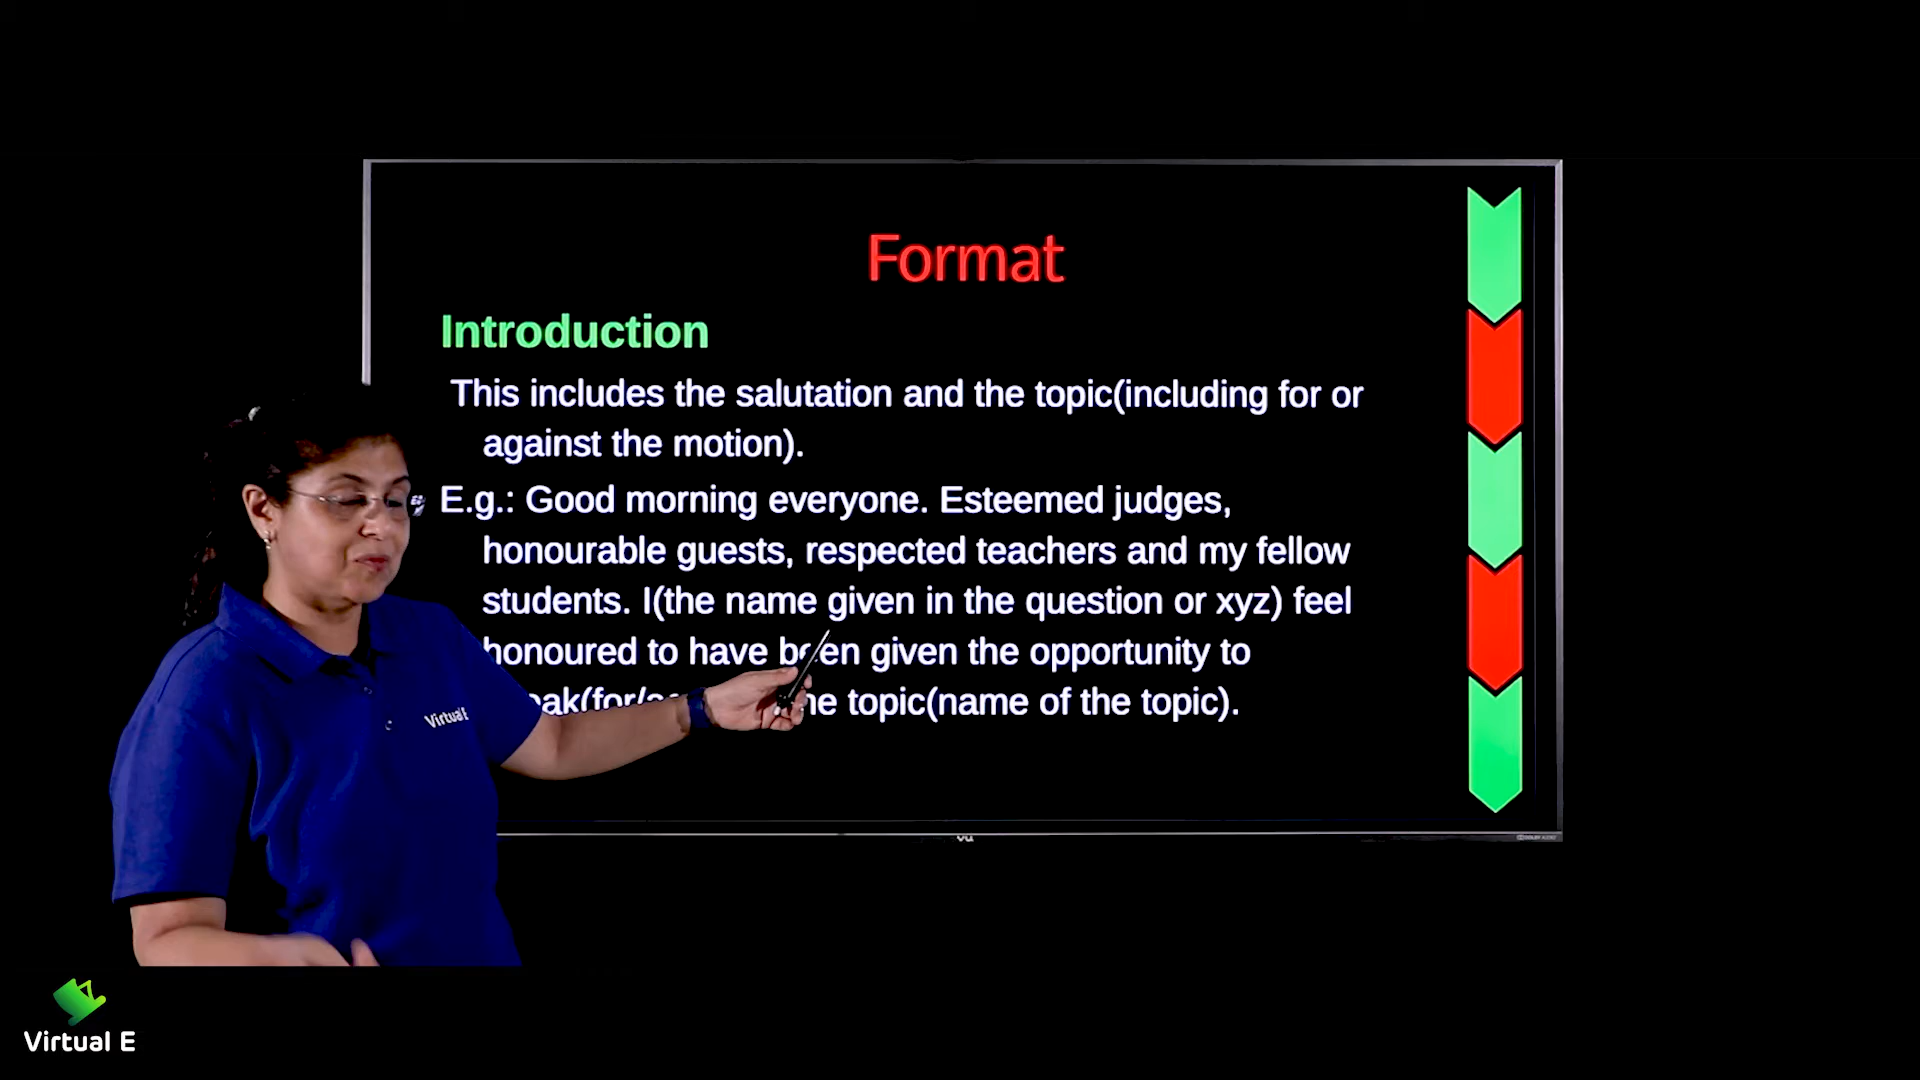 Format
Introduction
This includes the salutation and the topic(including for or
against the motion).
E.g.: Good morning everyone. Esteemed judges,
honourable guests, respected teachers and my fellow
students. I(the name given in the question or xyz) feel
honoured to have been given the opportunity to
topic(name of the topic).
Virtual E
Virtual E